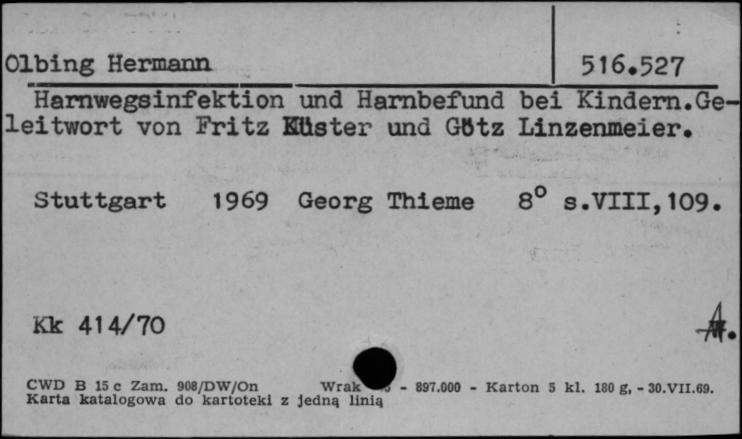 Olbing Hermann 516.527
Harnwegsinfektion und Harnbefund bei Kindern.Ge-
leitwort von Fritz Küster und Götz Linzenmeier.
Stuttgart 1969 Georg Thieme 8° s.VIII,109.
Kk 414/70
CWD B 15 c Zam. 908/DW/On Wrak - 897.000 - Karton 5 kl. 180 g, - 30.VII.69.
Karta katalogowa do kartoteki z jedną linią